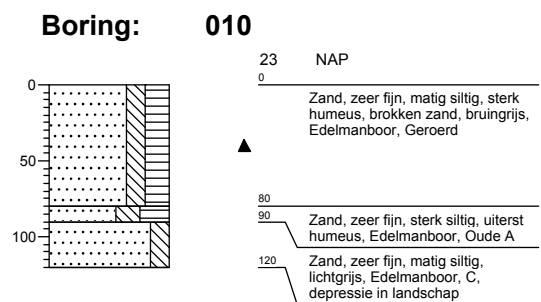 Boring: 010
23 NAP
0
0
Zand, zeer fijn, matig siltig, sterk
humeus, brokken zand, bruingrijs,
Edelmanboor, Geroerd
50
80
90
Zand, zeer fijn, sterk siltig, uiterst
humeus, Edelmanboor, Oude A
100
120
Zand, zeer fijn, matig siltig,
lichtgrijs, Edelmanboor, C,
depressie in landschap